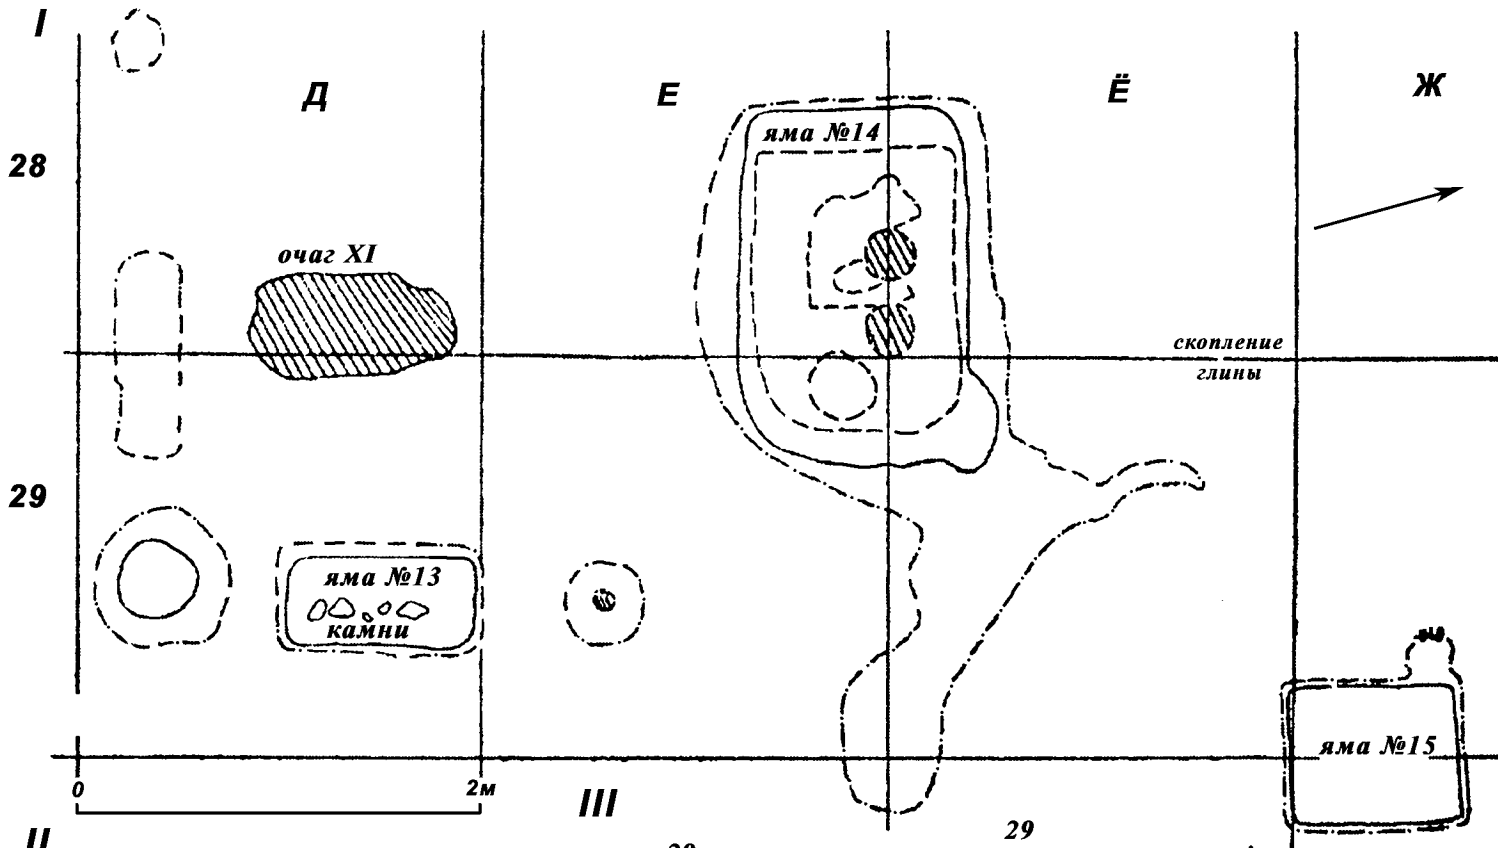 I
Д Е Ё Ж
яма №14
28
очаг XI
скопление
глины
29
яма №13
камни
яма №15
0 2м
III
29
II